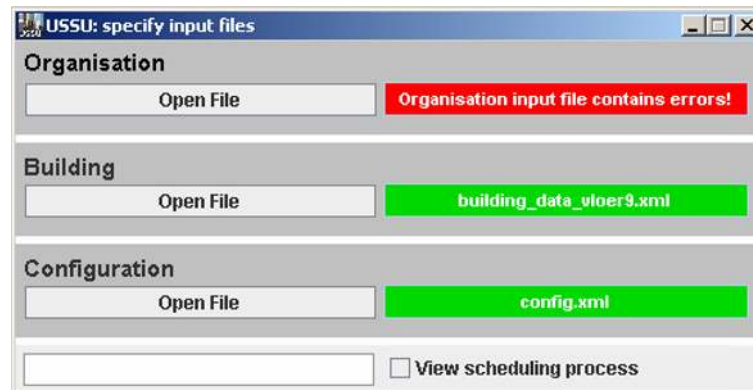 USSU: specify input files
Organisation
Open File
Organisation input file contains errors!
Building
Open File
building_data_vloer9.xml
Configuration
Open File
config.xml
View scheduling process